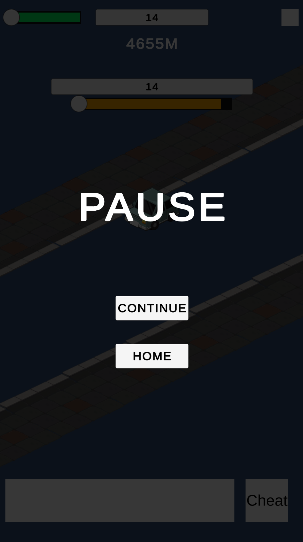 14
4655M
14
PAUSE
CONTINUE
HOME
Cheat